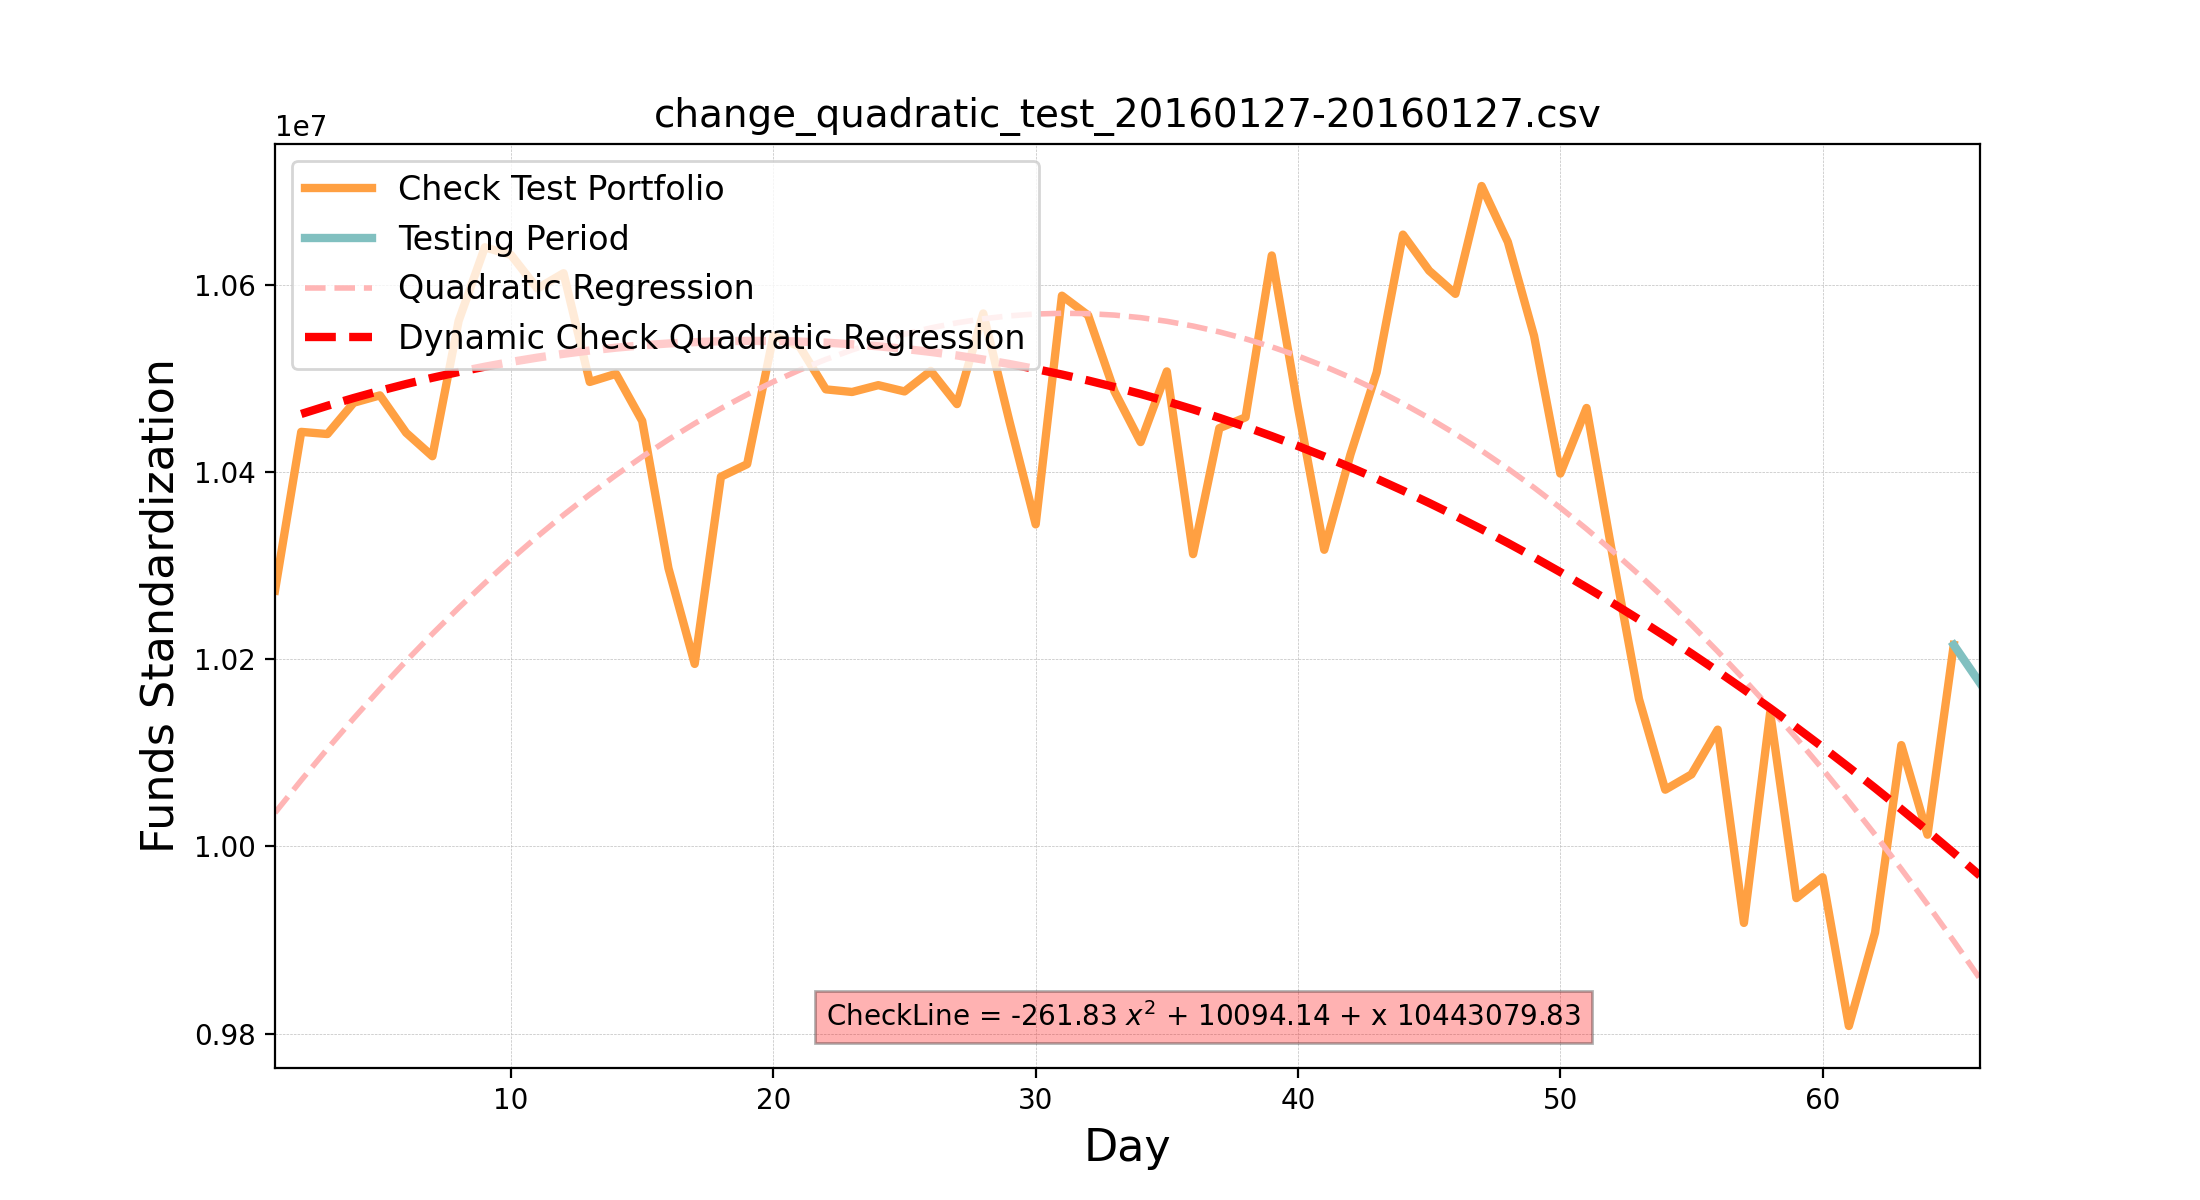 change_quadratic_test_20160127-20160127.csv
1e7
Check Test Portfolio
Testing Period
Quadratic Regression
Dynamic Check Quadratic Regression
1.06
1.04
1.02
1.00
0.98
Funds Standardization
CheckLine = -261.83 x² + 10094.14 + x 10443079.83
10 20 30 40 50 60
Day